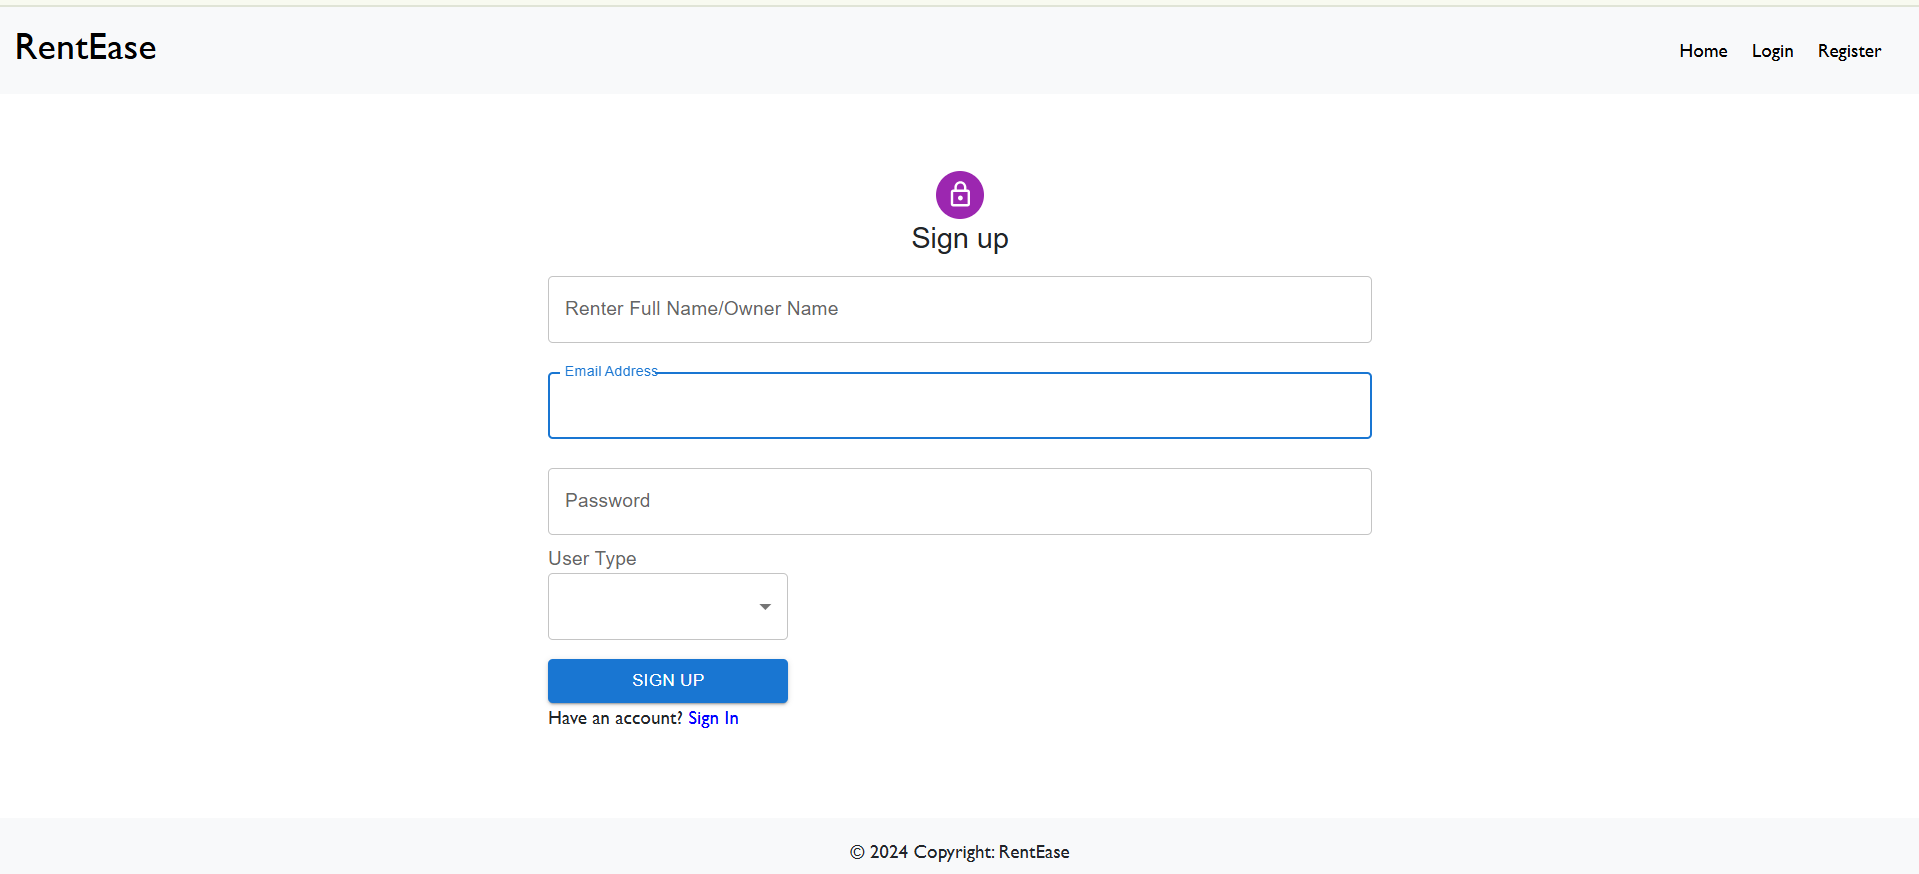 RentEase
Home Login Register
Sign up
Renter Full Name/Owner Name
Email Address
Password
User Type
SIGN UP
Have an account? Sign In
© 2024 Copyright: RentEase